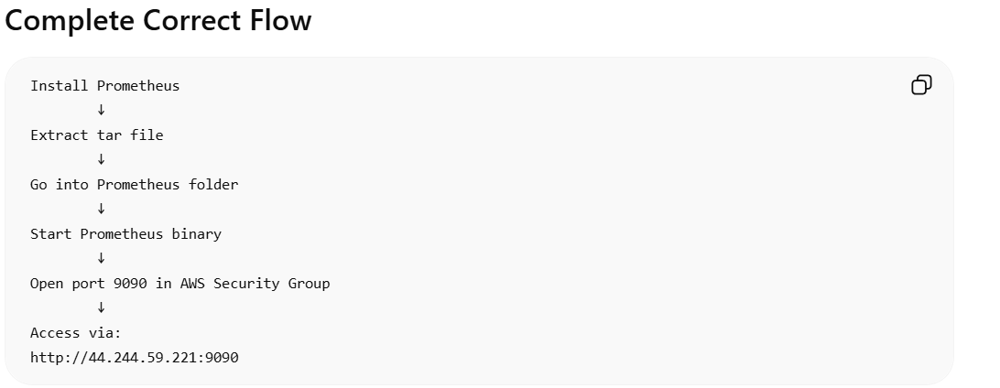 Complete Correct Flow
Install Prometheus
↓
Extract tar file
↓
Go into Prometheus folder
↓
Start Prometheus binary
↓
Open port 9090 in AWS Security Group
↓
Access via:
http://44.244.59.221:9090